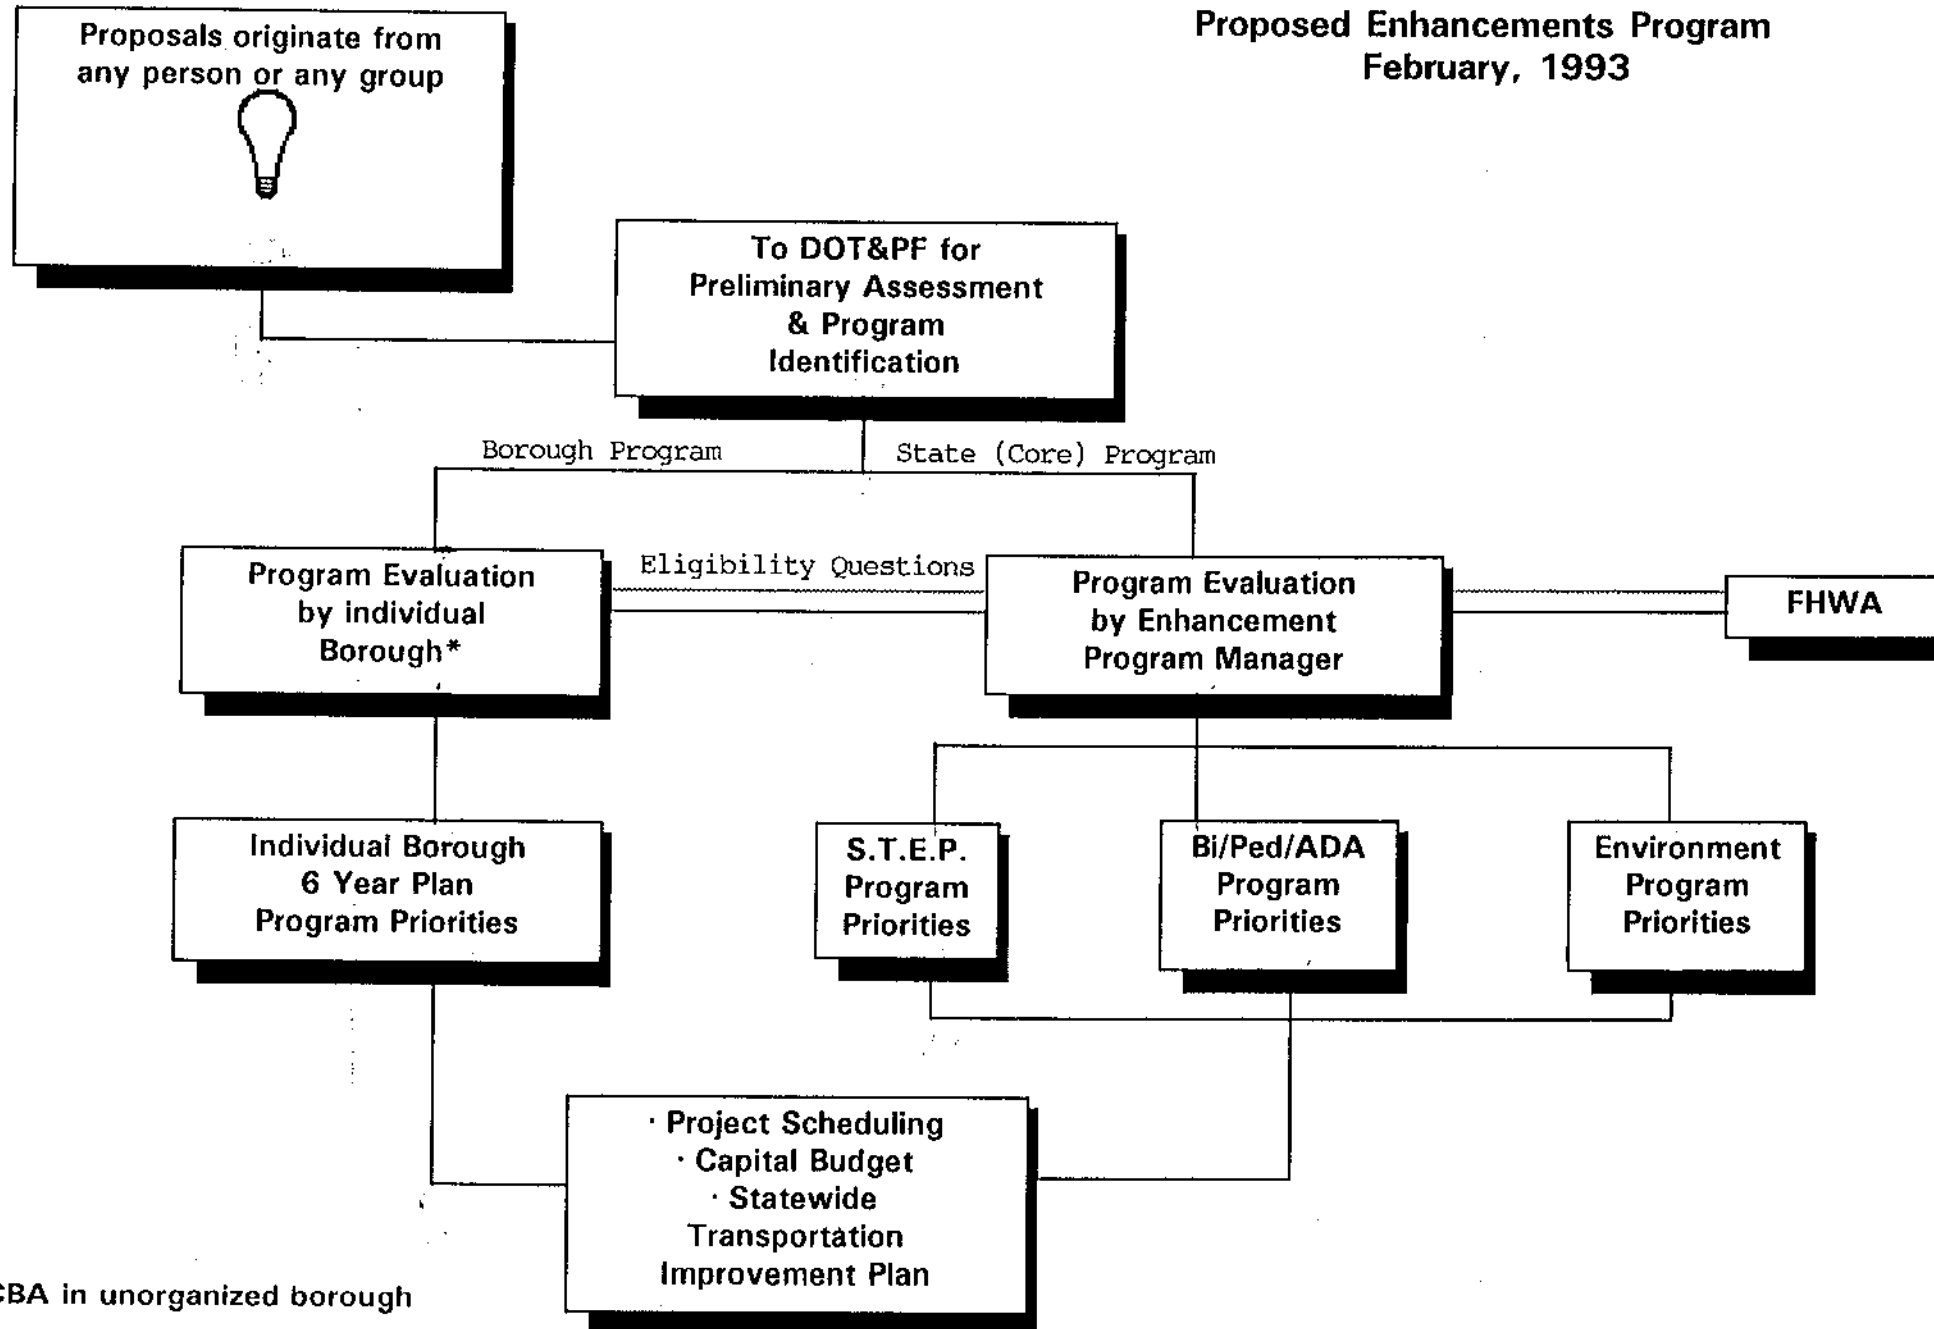 Proposed Enhancements Program
February, 1993
Proposals originate from
any person or any group
To DOT&PF for
Preliminary Assessment
& Program
Identification
Borough Program
State (Core) Program
Program Evaluation
by individual
Borough*
Eligibility Questions
Program Evaluation
by Enhancement
Program Manager
FHWA
Individual Borough
6 Year Plan
Program Priorities
S.T.E.P.
Program
Priorities
Bi/Ped/ADA
Program
Priorities
Environment
Program
Priorities
· Project Scheduling
· Capital Budget
· Statewide
Transportation
Improvement Plan
CBA in unorganized borough